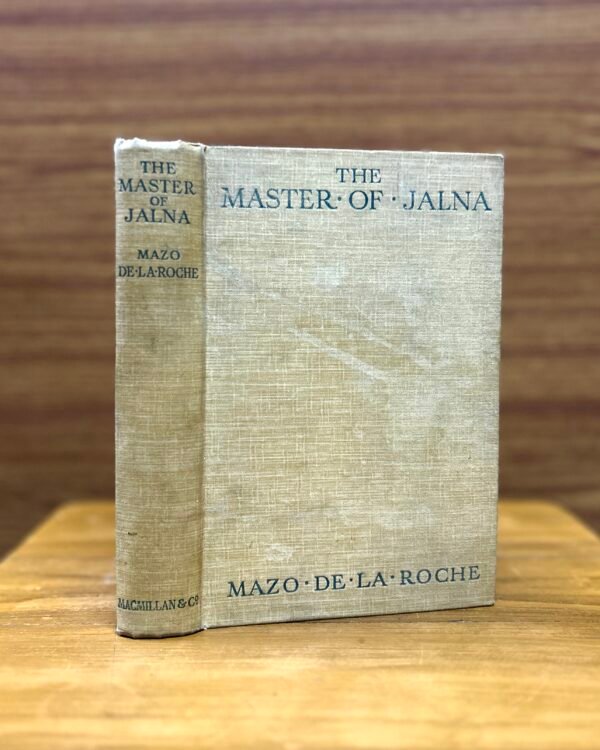 THE
MASTER
OF
JALNA
MAZO
DE·LA·ROCHE
MACMILLAN & Co
THE
MASTER·OF·JALNA
MAZO·DE·LA·ROCHE